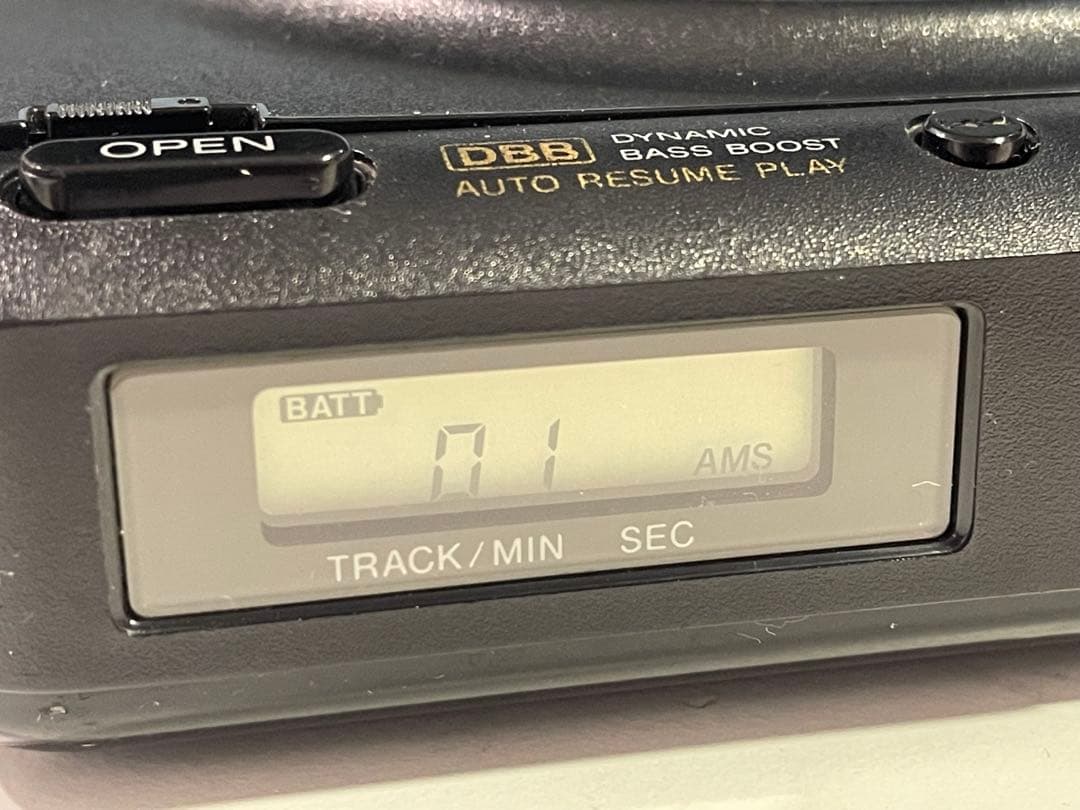 OPEN
DBB DYNAMIC
BASS BOOST
AUTO RESUME PLAY
BATT
01
AMS
TRACK/MIN SEC